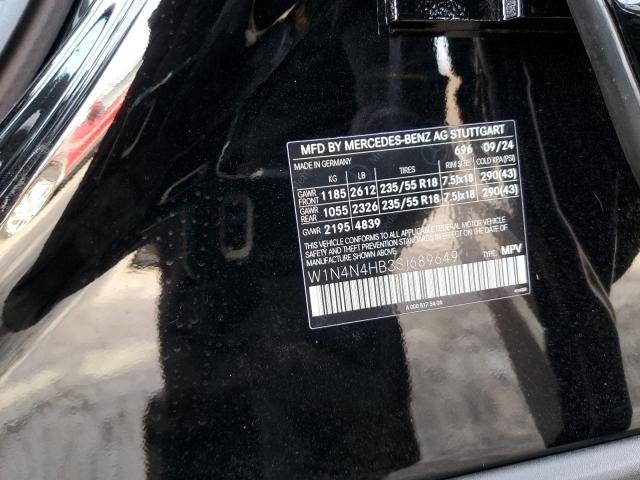 MFD BY MERCEDES-BENZ AG STUTTGART
MADE IN GERMANY 696 09/24
KG LB TIRES RIM SIZE COLD KPA(PSI)
GAWR FRONT 1185 2612 235/55 R18 7.5Jx18 290(43)
GAWR REAR 1055 2326 235/55 R18 7.5Jx18 290(43)
GVWR 2195 4839
THIS VEHICLE CONFORMS TO ALL APPLICABLE FEDERAL MOTOR VEHICLE
SAFETY AND THEFT PREVENTION STANDARDS IN EFFECT ON THE DATE OF
MANUFACTURE SHOWN ABOVE.
W1N4N4HB3SJ689649 TYPE: MPV
A 000 817 54 04